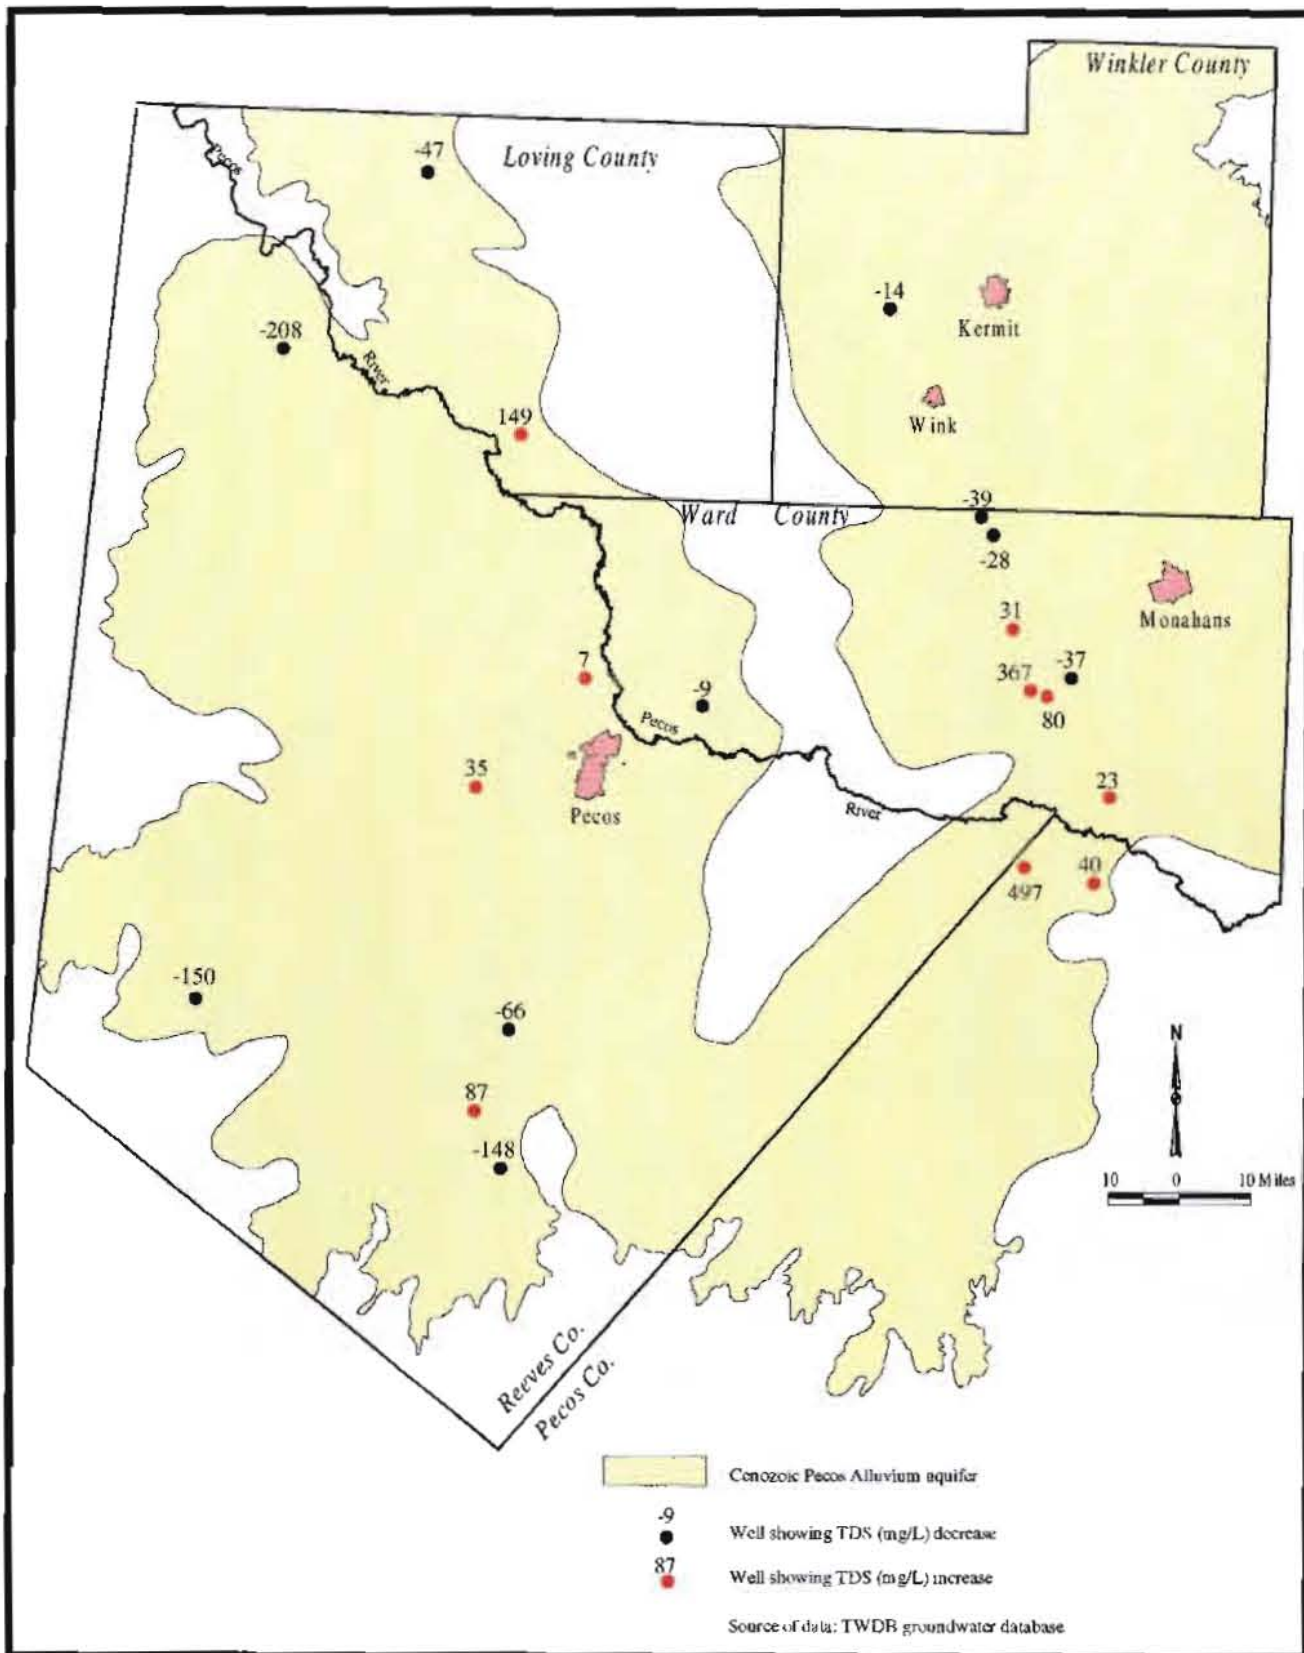 Winkler County
Pecos
-47
Loving County
-14
Kermit
-208
River
Wink
149
-39
Ward County
-28
Monahans
31
7
-37
367
-9
80
Pecos
35
23
Pecos
River
40
497
-150
-66
N
87
-148
10 0 10 Miles
Reeves Co.
Pecos Co.
Cenozoic Pecos Alluvium aquifer
-9
Well showing TDS (mg/L) decrease
87
Well showing TDS (mg/L) increase
Source of data: TWDB groundwater database